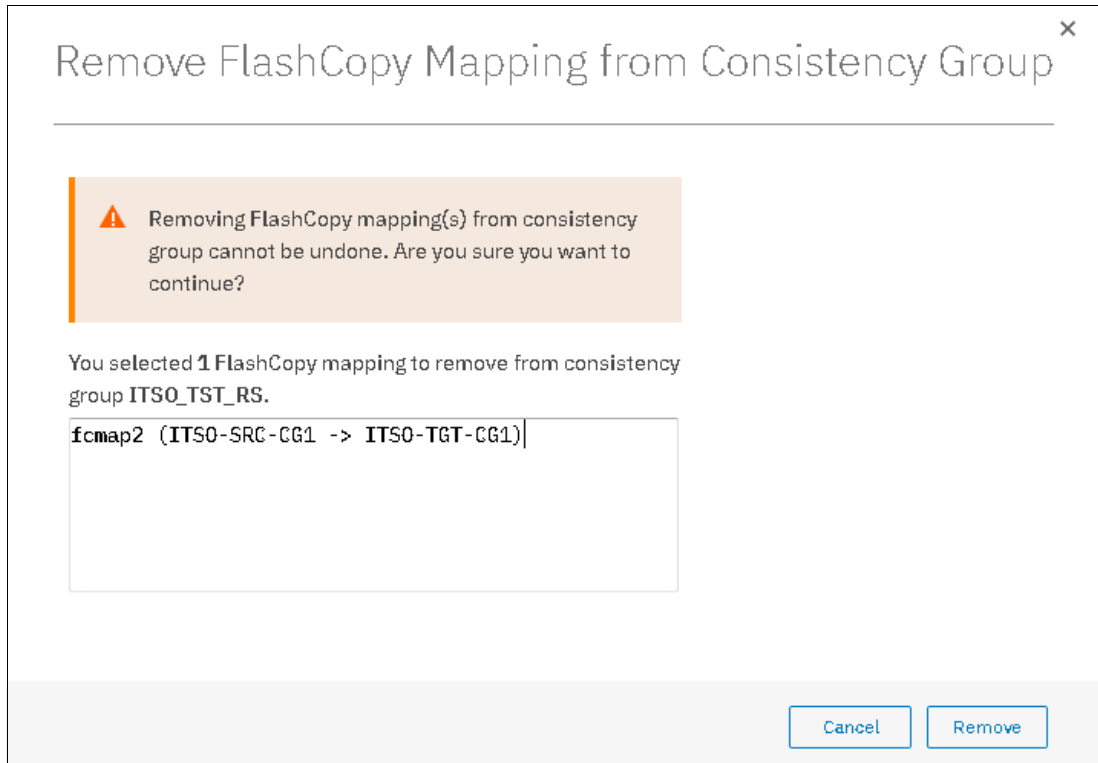 Remove FlashCopy Mapping from Consistency Group
Removing FlashCopy mapping(s) from consistency
group cannot be undone. Are you sure you want to
continue?
You selected 1 FlashCopy mapping to remove from consistency
group ITSO_TST_RS.
fcmap2 (ITSO-SRC-CG1 -> ITSO-TGT-CG1)
Cancel Remove